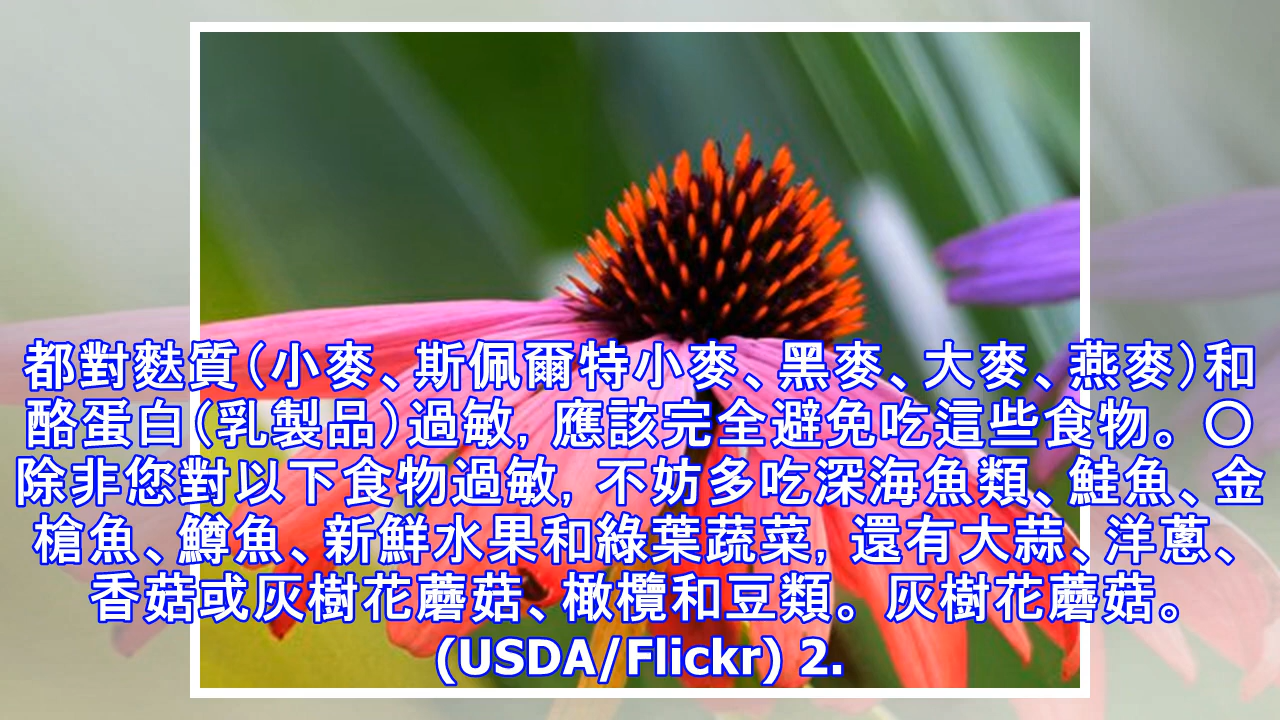 都對麩質(小麥、斯佩爾特小麥、黑麥、大麥、燕麥)和
酪蛋白(乳製品)過敏, 應該完全避免吃這些食物。〇
除非您對以下食物過敏, 不妨多吃深海魚類、鮭魚、金
槍魚、鱒魚、新鮮水果和綠葉蔬菜, 還有大蒜、洋蔥、
香菇或灰樹花蘑菇、橄欖和豆類。灰樹花蘑菇。
(USDA/Flickr) 2.